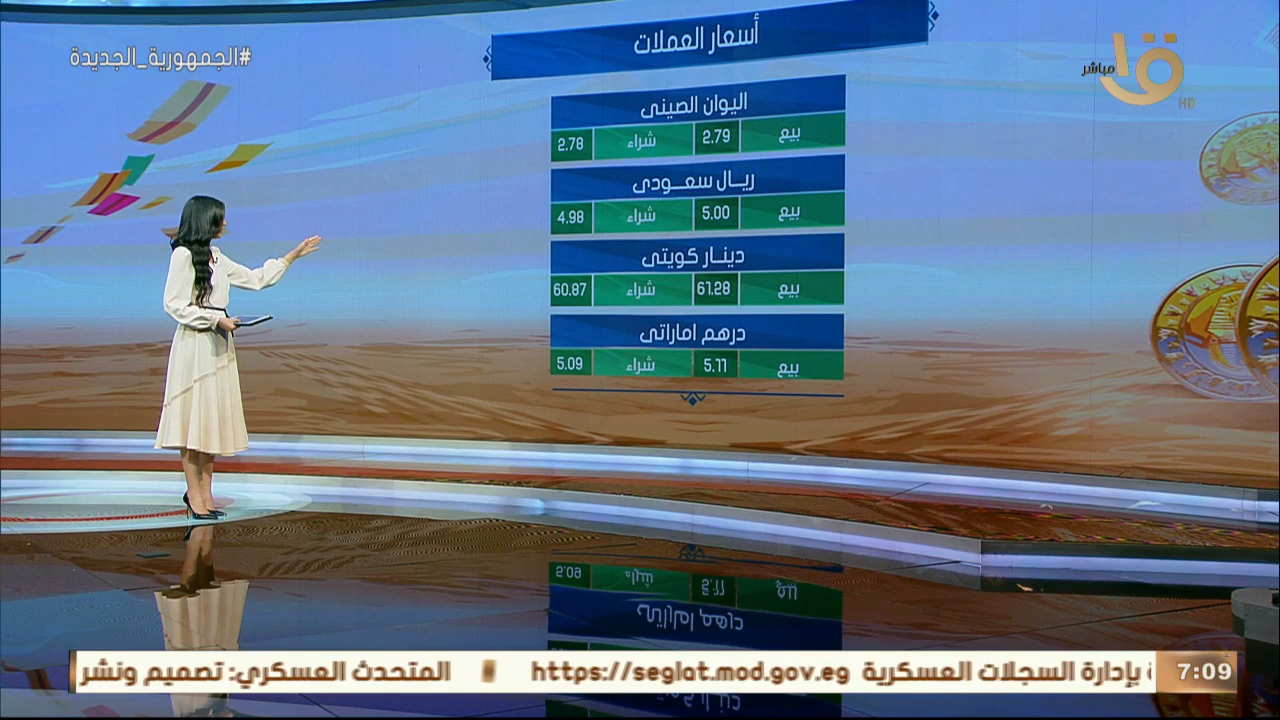 #الجمهورية_الجديدة
أسعار العملات
مباشر
HD
اليوان الصينى
بيع 2.79 شراء 2.78
ريال سعودى
بيع 5.00 شراء 4.98
دينار كويتى
بيع 61.28 شراء 60.87
درهم اماراتى
بيع 5.11 شراء 5.09
7:09 بإدارة السجلات العسكرية https://seglat.mod.gov.eg المتحدث العسكري: تصميم ونشر